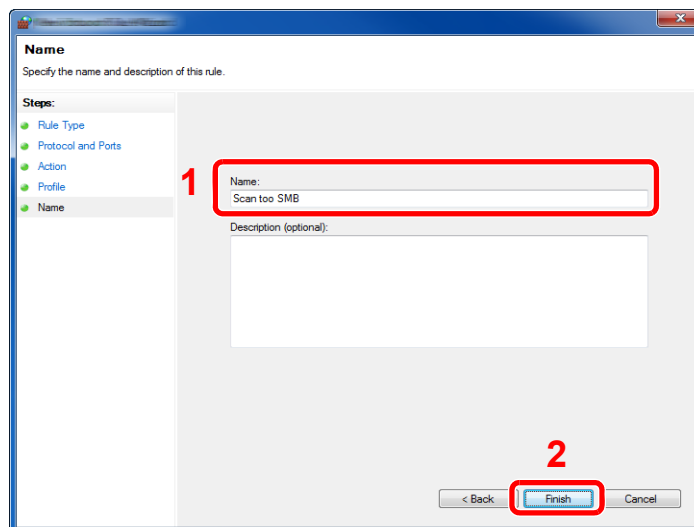 Name
Specify the name and description of this rule.
Steps:
Rule Type
Protocol and Ports
Action
Profile
Name
1
Name:
Scan too SMB
Description (optional):
2
< Back
Finish
Cancel